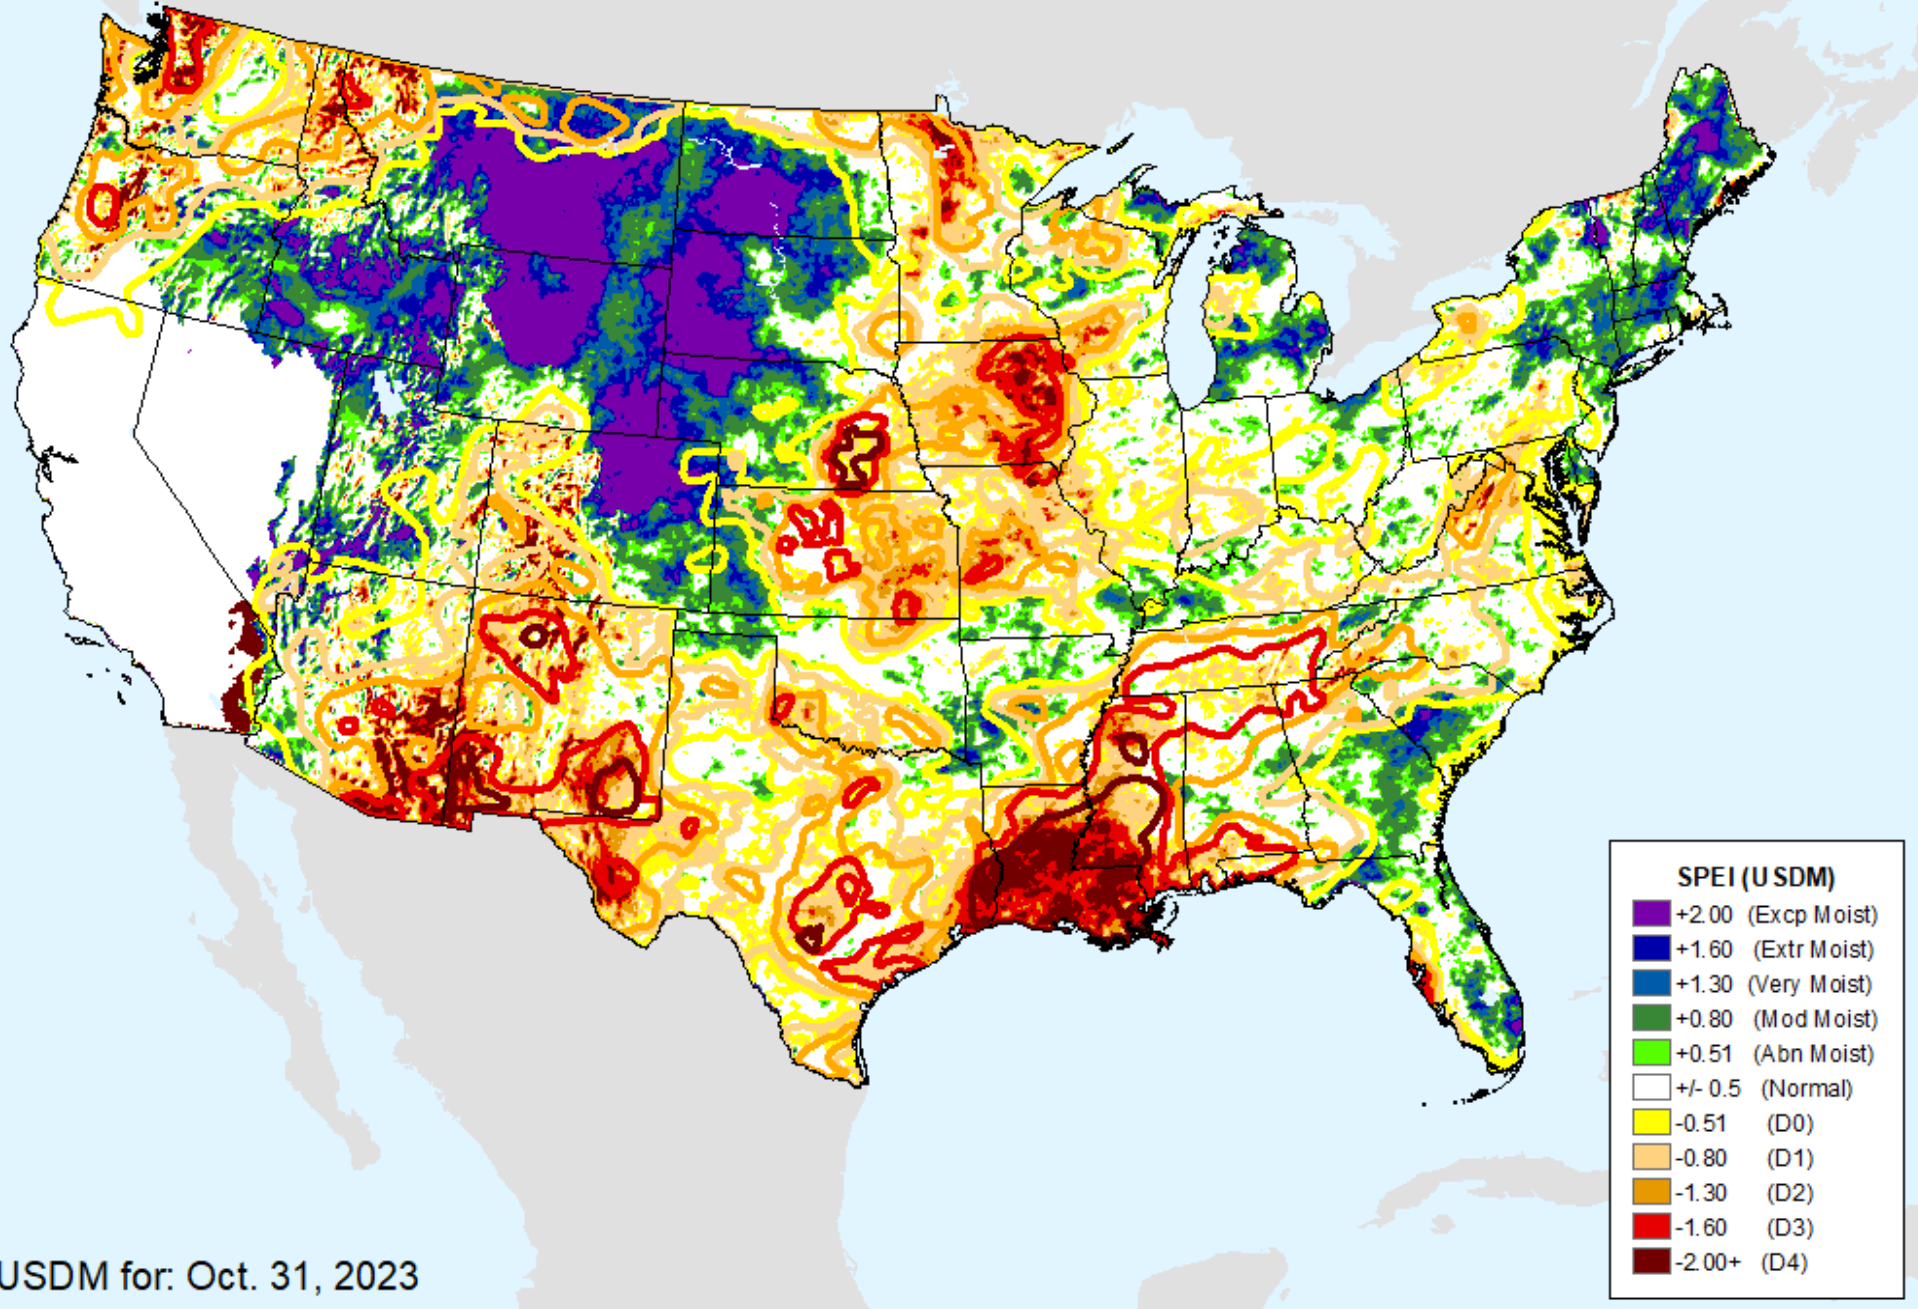 SPEI (USDM)
+2.00 (Excp Moist)
+1.60 (Extr Moist)
+1.30 (Very Moist)
+0.80 (Mod Moist)
+0.51 (Abn Moist)
+/- 0.5 (Normal)
-0.51 (D0)
-0.80 (D1)
-1.30 (D2)
-1.60 (D3)
-2.00+ (D4)
USDM for: Oct. 31, 2023